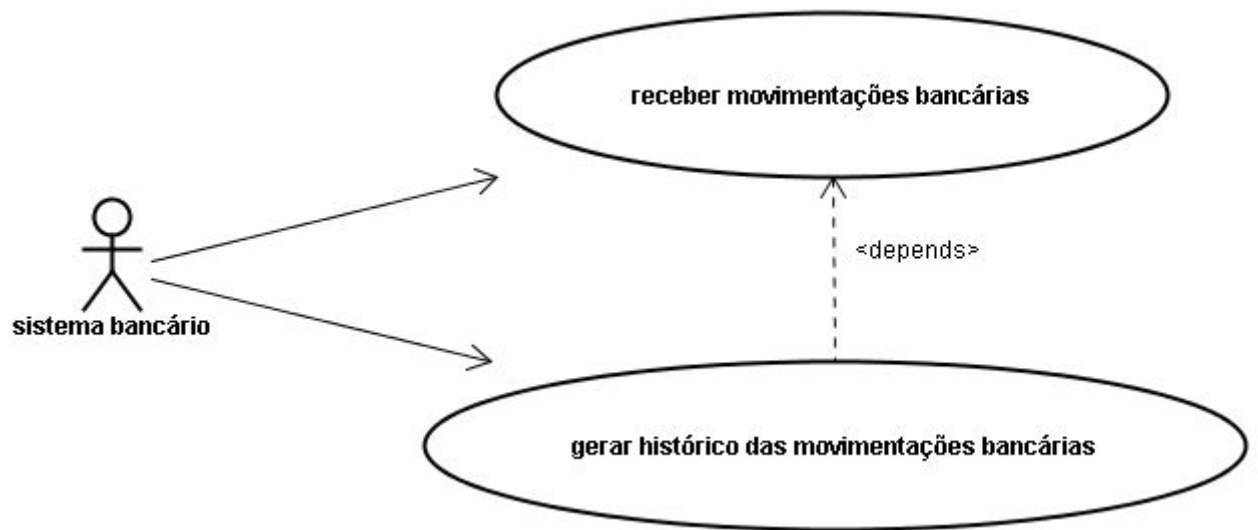 receber movimentações bancárias
<depends>
sistema bancário
gerar histórico das movimentações bancárias